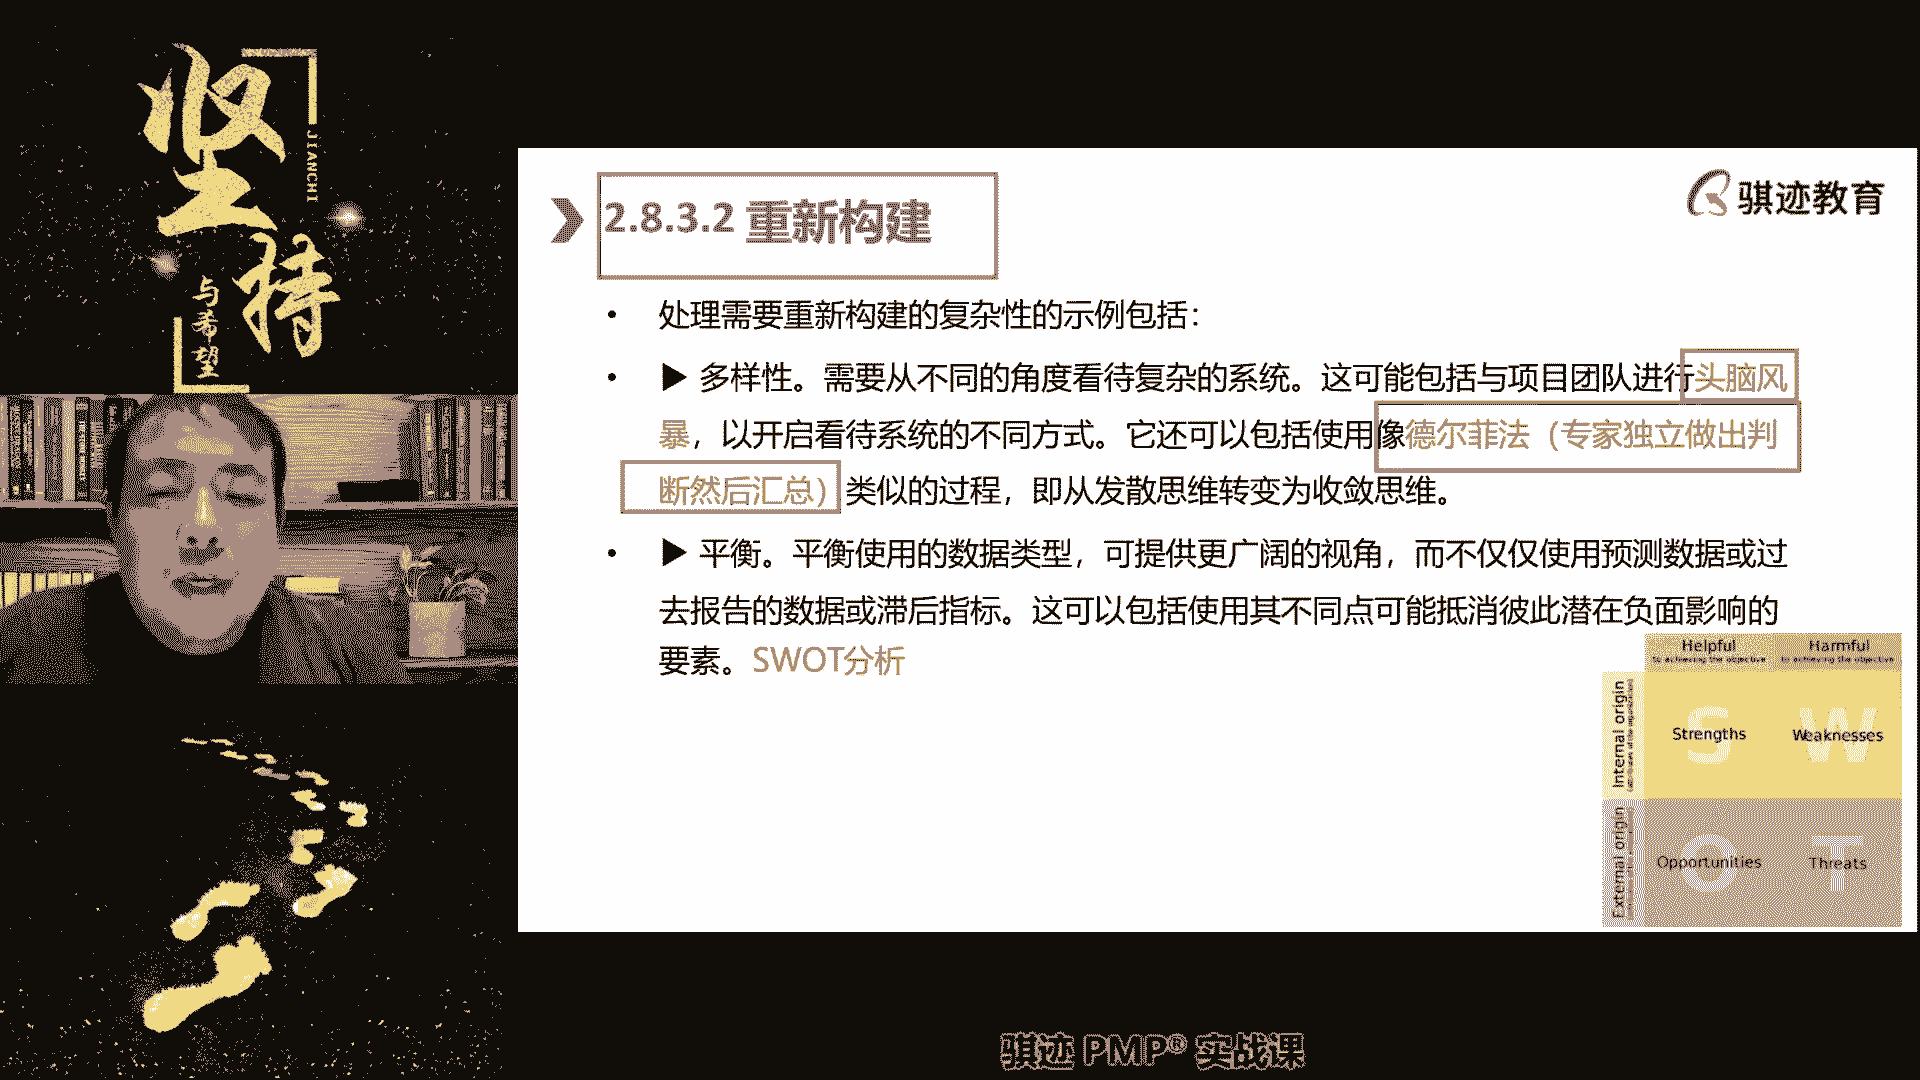 坚持
JIANCHI
与希望
骐迹教育
2.8.3.2 重新构建
• 处理需要重新构建的复杂性的示例包括：
• ▶ 多样性。需要从不同的角度看待复杂的系统。这可能包括与项目团队进行头脑风
暴，以开启看待系统的不同方式。它还可以包括使用像德尔菲法（专家独立做出判
断然后汇总）类似的过程，即从发散思维转变为收敛思维。
• ▶ 平衡。平衡使用的数据类型，可提供更广阔的视角，而不仅仅使用预测数据或过
去报告的数据或滞后指标。这可以包括使用其不同点可能抵消彼此潜在负面影响的
要素。SWOT分析
Helpful
to achieving the objective
Harmful
to achieving the objective
Internal origin
S
Strengths
W
Weaknesses
External origin
O
Opportunities
T
Threats
骐迹 PMP® 实战课